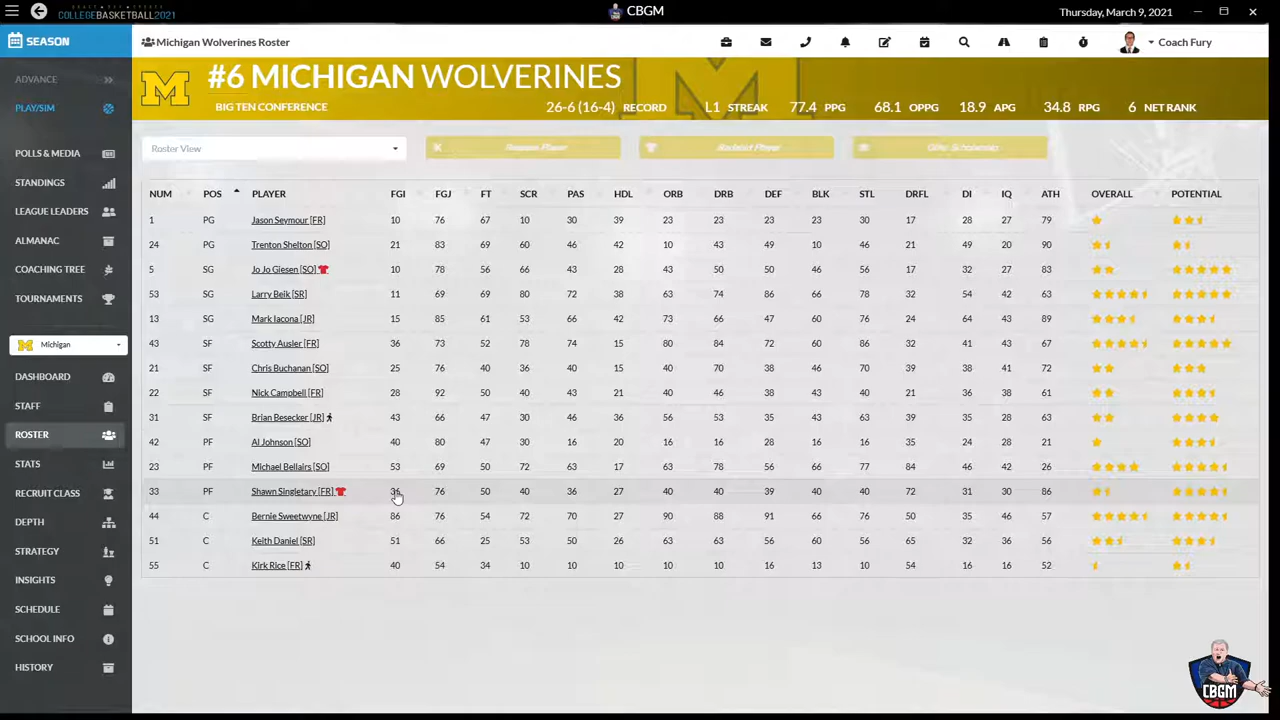 DRAFT DAY SPORTS
COLLEGE BASKETBALL 2021
CBGM
Thursday, March 9, 2021
SEASON
Michigan Wolverines Roster
Coach Fury
ADVANCE
PLAY/SIM
POLLS & MEDIA
STANDINGS
LEAGUE LEADERS
ALMANAC
COACHING TREE
TOURNAMENTS
Michigan
DASHBOARD
STAFF
ROSTER
STATS
RECRUIT CLASS
DEPTH
STRATEGY
INSIGHTS
SCHEDULE
SCHOOL INFO
HISTORY
#6 MICHIGAN WOLVERINES
BIG TEN CONFERENCE 26-6 (16-4) RECORD L1 STREAK 77.4 PPG 68.1 OPPG 18.9 APG 34.8 RPG 6 NET RANK
Roster View Release Player Redshirt Player Offer Scholarship
NUM POS PLAYER FGI FGJ FT SCR PAS HDL ORB DRB DEF BLK STL DRFL DI IQ ATH OVERALL POTENTIAL
1 PG Jason Seymour [FR] 10 76 67 10 30 39 23 23 23 23 30 17 28 27 79
24 PG Trenton Shelton [SO] 21 83 69 60 46 42 10 43 49 10 46 21 49 20 90
5 SG Jo Jo Giesen [SO] 10 78 56 66 43 28 43 50 50 46 56 17 32 27 83
53 SG Larry Beik [SR] 11 69 69 80 72 38 63 74 86 66 78 32 54 42 63
13 SG Mark Iacona [JR] 15 85 61 53 66 42 73 66 47 60 76 24 64 43 89
43 SF Scotty Ausler [FR] 36 73 52 78 74 15 80 84 72 60 86 32 41 43 67
21 SF Chris Buchanan [SO] 25 76 40 36 40 15 40 70 38 46 70 39 38 41 72
22 SF Nick Campbell [FR] 28 92 50 40 43 21 40 46 38 40 40 21 36 38 61
31 SF Brian Besecker [JR] 43 66 47 30 46 36 56 53 35 43 63 39 35 28 63
42 PF Al Johnson [SO] 40 80 47 30 16 20 16 16 28 16 16 35 24 28 21
23 PF Michael Bellairs [SO] 53 69 50 72 63 17 63 78 56 66 77 84 46 32 56
33 PF Shawn Singletary [FR] 36 76 50 40 36 27 40 40 39 40 40 72 31 30 86
44 C Bernie Sweetwyne [JR] 86 76 54 72 70 27 90 88 91 66 76 50 35 46 57
51 C Keith Daniel [SR] 51 66 25 53 50 26 63 63 56 60 56 65 32 36 56
55 C Kirk Rice [FR] 40 54 34 10 10 10 10 10 16 13 10 54 16 16 52
CBGM